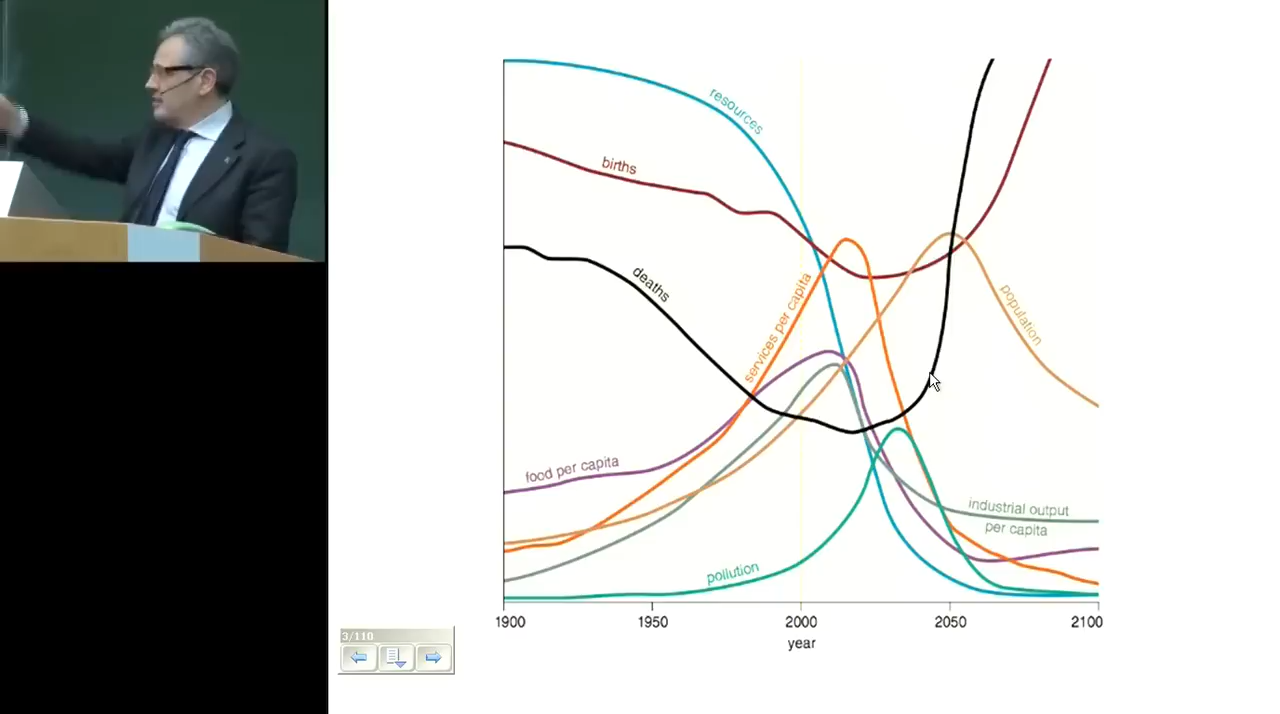 resources
births
deaths
services per capita
population
food per capita
industrial output
per capita
pollution
1900
1950
2000
2050
2100
year
3/110